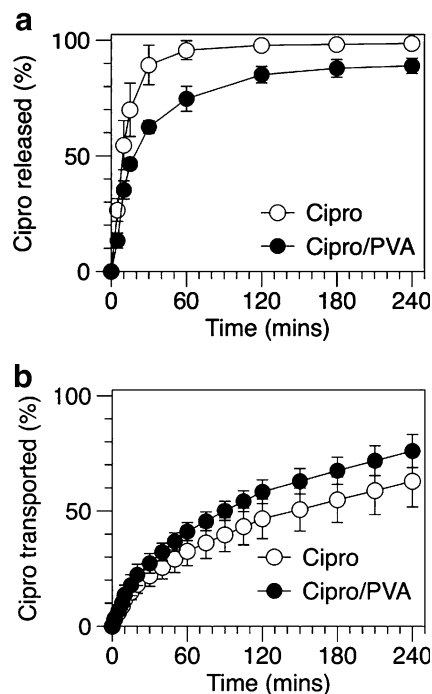 a
Cipro released (%)
100
50
0
Cipro
Cipro/PVA
0 60 120 180 240
Time (mins)
b
Cipro transported (%)
100
50
0
Cipro
Cipro/PVA
0 60 120 180 240
Time (mins)